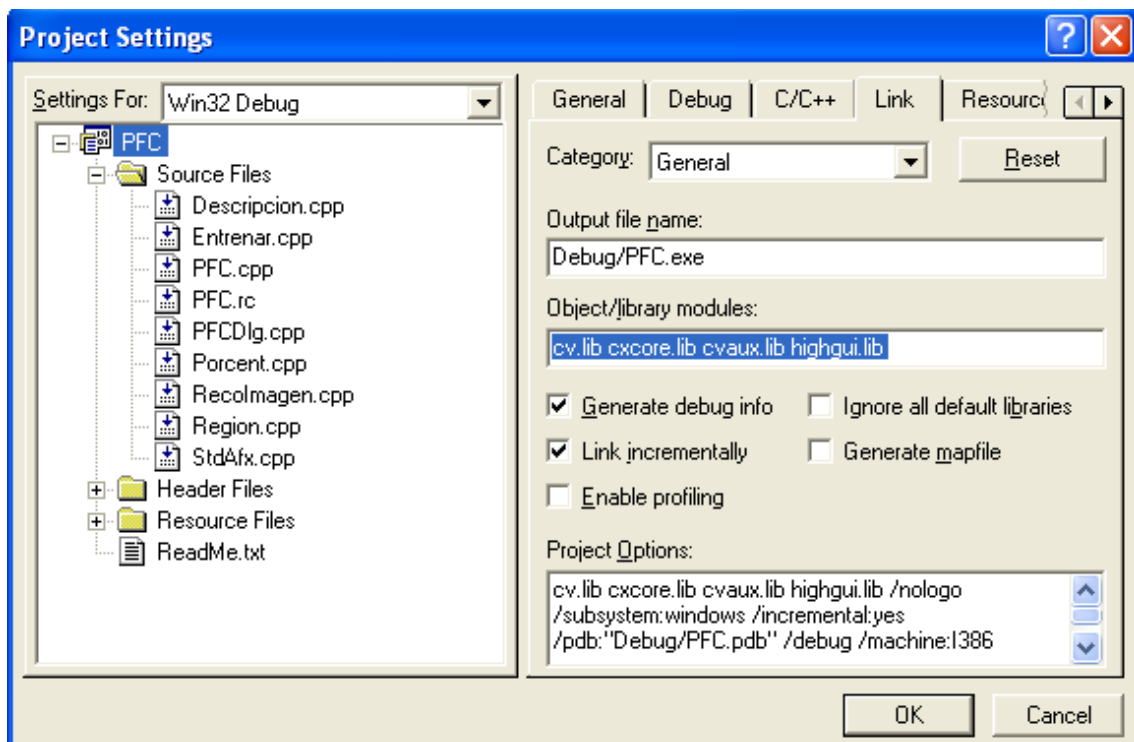 Project Settings
Settings For: Win32 Debug
PFC
Source Files
Descripcion.cpp
Entrenar.cpp
PFC.cpp
PFC.rc
PFCDlg.cpp
Porcent.cpp
RecoImagen.cpp
Region.cpp
StdAfx.cpp
Header Files
Resource Files
ReadMe.txt
General Debug C/C++ Link Resourc
Category: General Reset
Output file name:
Debug/PFC.exe
Object/library modules:
cv.lib cxcore.lib cvaux.lib highgui.lib
Generate debug info Ignore all default libraries
Link incrementally Generate mapfile
Enable profiling
Project Options:
cv.lib cxcore.lib cvaux.lib highgui.lib /nologo
/subsystem:windows /incremental:yes
/pdb:"Debug/PFC.pdb" /debug /machine:I386
OK Cancel